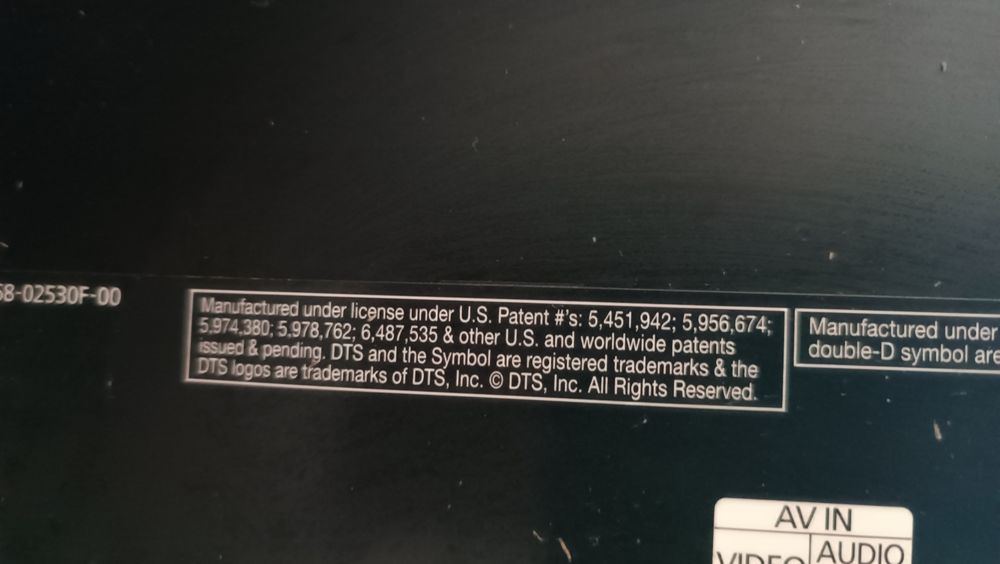 68-02530F-00
Manufactured under license under U.S. Patent #'s: 5,451,942; 5,956,674;
5,974,380; 5,978,762; 6,487,535 & other U.S. and worldwide patents
issued & pending. DTS and the Symbol are registered trademarks & the
DTS logos are trademarks of DTS, Inc. © DTS, Inc. All Rights Reserved.
Manufactured under
double-D symbol are
AV IN
VIDEO AUDIO